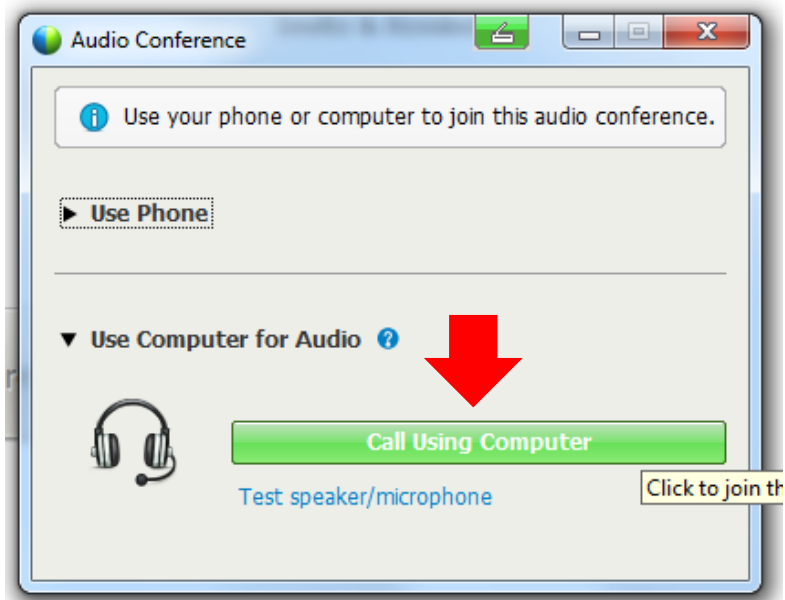 Audio Conference
Use your phone or computer to join this audio conference.
Use Phone
Use Computer for Audio
Call Using Computer
Test speaker/microphone
Click to join